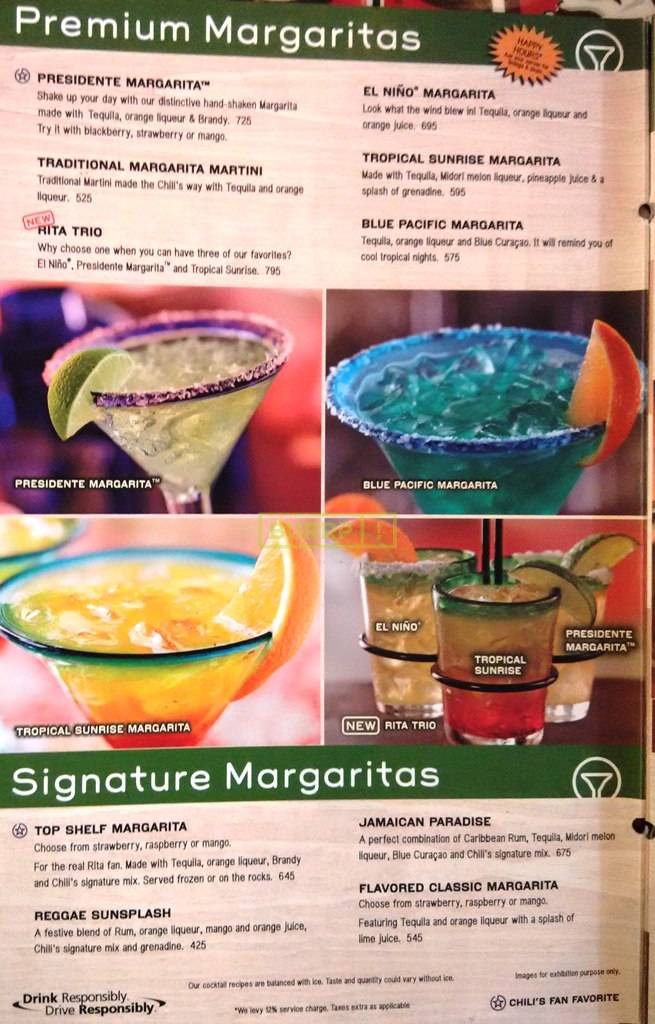 Premium Margaritas
HAPPY
HOURS*
PRESIDENTE MARGARITA™
Shake up your day with our distinctive hand-shaken Margarita
made with Tequila, orange liqueur & Brandy. 725
Try it with blackberry, strawberry or mango.
TRADITIONAL MARGARITA MARTINI
Traditional Martini made the Chili's way with Tequila and orange
liqueur. 525
NEW
RITA TRIO
Why choose one when you can have three of our favorites?
El Niño®, Presidente Margarita™ and Tropical Sunrise. 795
EL NIÑO® MARGARITA
Look what the wind blew in! Tequila, orange liqueur and
orange juice. 695
TROPICAL SUNRISE MARGARITA
Made with Tequila, Midori melon liqueur, pineapple juice & a
splash of grenadine. 595
BLUE PACIFIC MARGARITA
Tequila, orange liqueur and Blue Curaçao. It will remind you of
cool tropical nights. 575
PRESIDENTE MARGARITA™
BLUE PACIFIC MARGARITA
TROPICAL SUNRISE MARGARITA
EL NIÑO®
TROPICAL
SUNRISE
PRESIDENTE
MARGARITA™
NEW RITA TRIO
Signature Margaritas
TOP SHELF MARGARITA
Choose from strawberry, raspberry or mango.
For the real Rita fan. Made with Tequila, orange liqueur, Brandy
and Chili's signature mix. Served frozen or on the rocks. 645
REGGAE SUNSPLASH
A festive blend of Rum, orange liqueur, mango and orange juice,
Chili's signature mix and grenadine. 425
JAMAICAN PARADISE
A perfect combination of Caribbean Rum, Tequila, Midori melon
liqueur, Blue Curaçao and Chili's signature mix. 675
FLAVORED CLASSIC MARGARITA
Choose from strawberry, raspberry or mango.
Featuring Tequila and orange liqueur with a splash of
lime juice. 545
Our cocktail recipes are balanced with ice. Taste and quantity could vary without ice.
Images for exhibition purpose only.
Drink Responsibly.
Drive Responsibly.
*We levy 12% service charge, Taxes extra as applicable
CHILI'S FAN FAVORITE